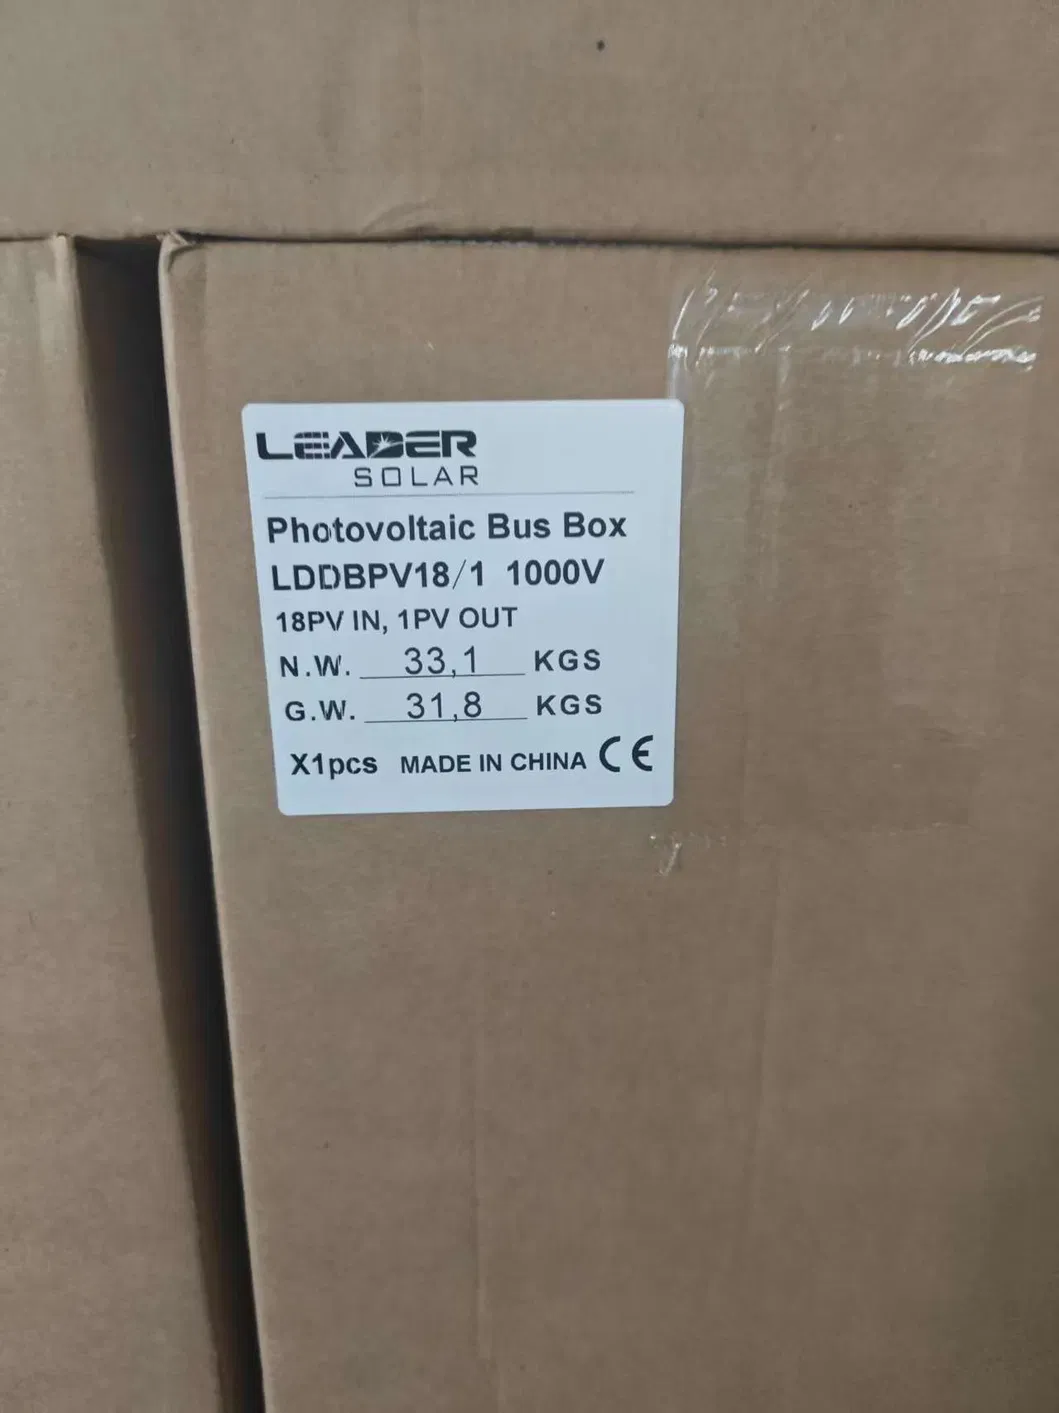 LEADER
SOLAR
Photovoltaic Bus Box
LDDBPV18/1 1000V
18PV IN, 1PV OUT
N.W. 33,1 KGS
G.W. 31,8 KGS
X1pcs MADE IN CHINA CE